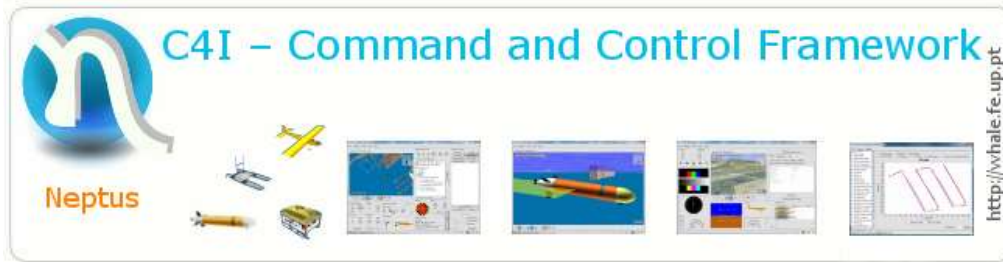 C4I – Command and Control Framework
Neptus
http://whale.fe.up.pt